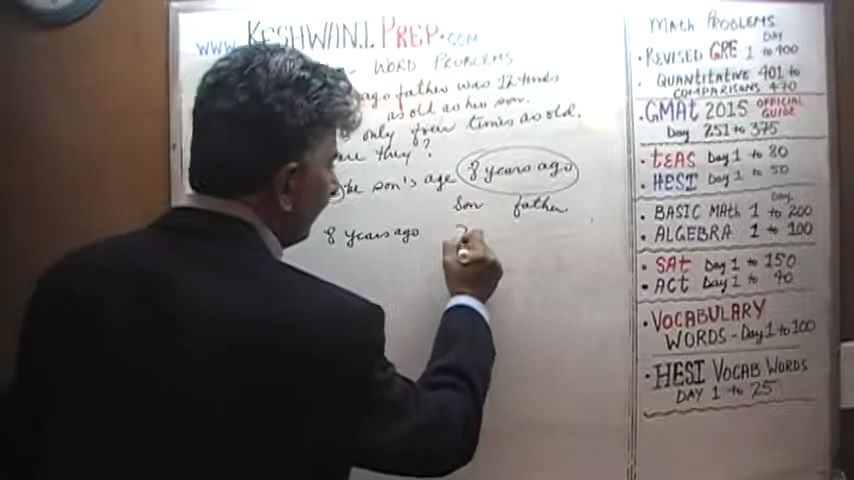 www.KESHWANI PREP.COM
WORD PROBLEMS
ago father was 12 times
as old as his son.
only four times as old.
are they?
the son's age 8 years ago
Son father
8 years ago
MATH PROBLEMS
DAY
• REVISED GRE 1 to 900
• QUANTITATIVE 401 to
COMPARISONS 470
• GMAt 2015 OFFICIAL GUIDE
Day 251 to 375
• tEAS Day 1 to 80
• HESI Day 1 to 50
Day
• BASIC MAth 1 to 200
• ALGEBRA 1 to 100
• SAt Day 1 to 150
• ACt Day 1 to 90
• VOCABULARY
WORDS - Day 1 to 100
• HESI VOCAB WORDS
DAY 1 to 25